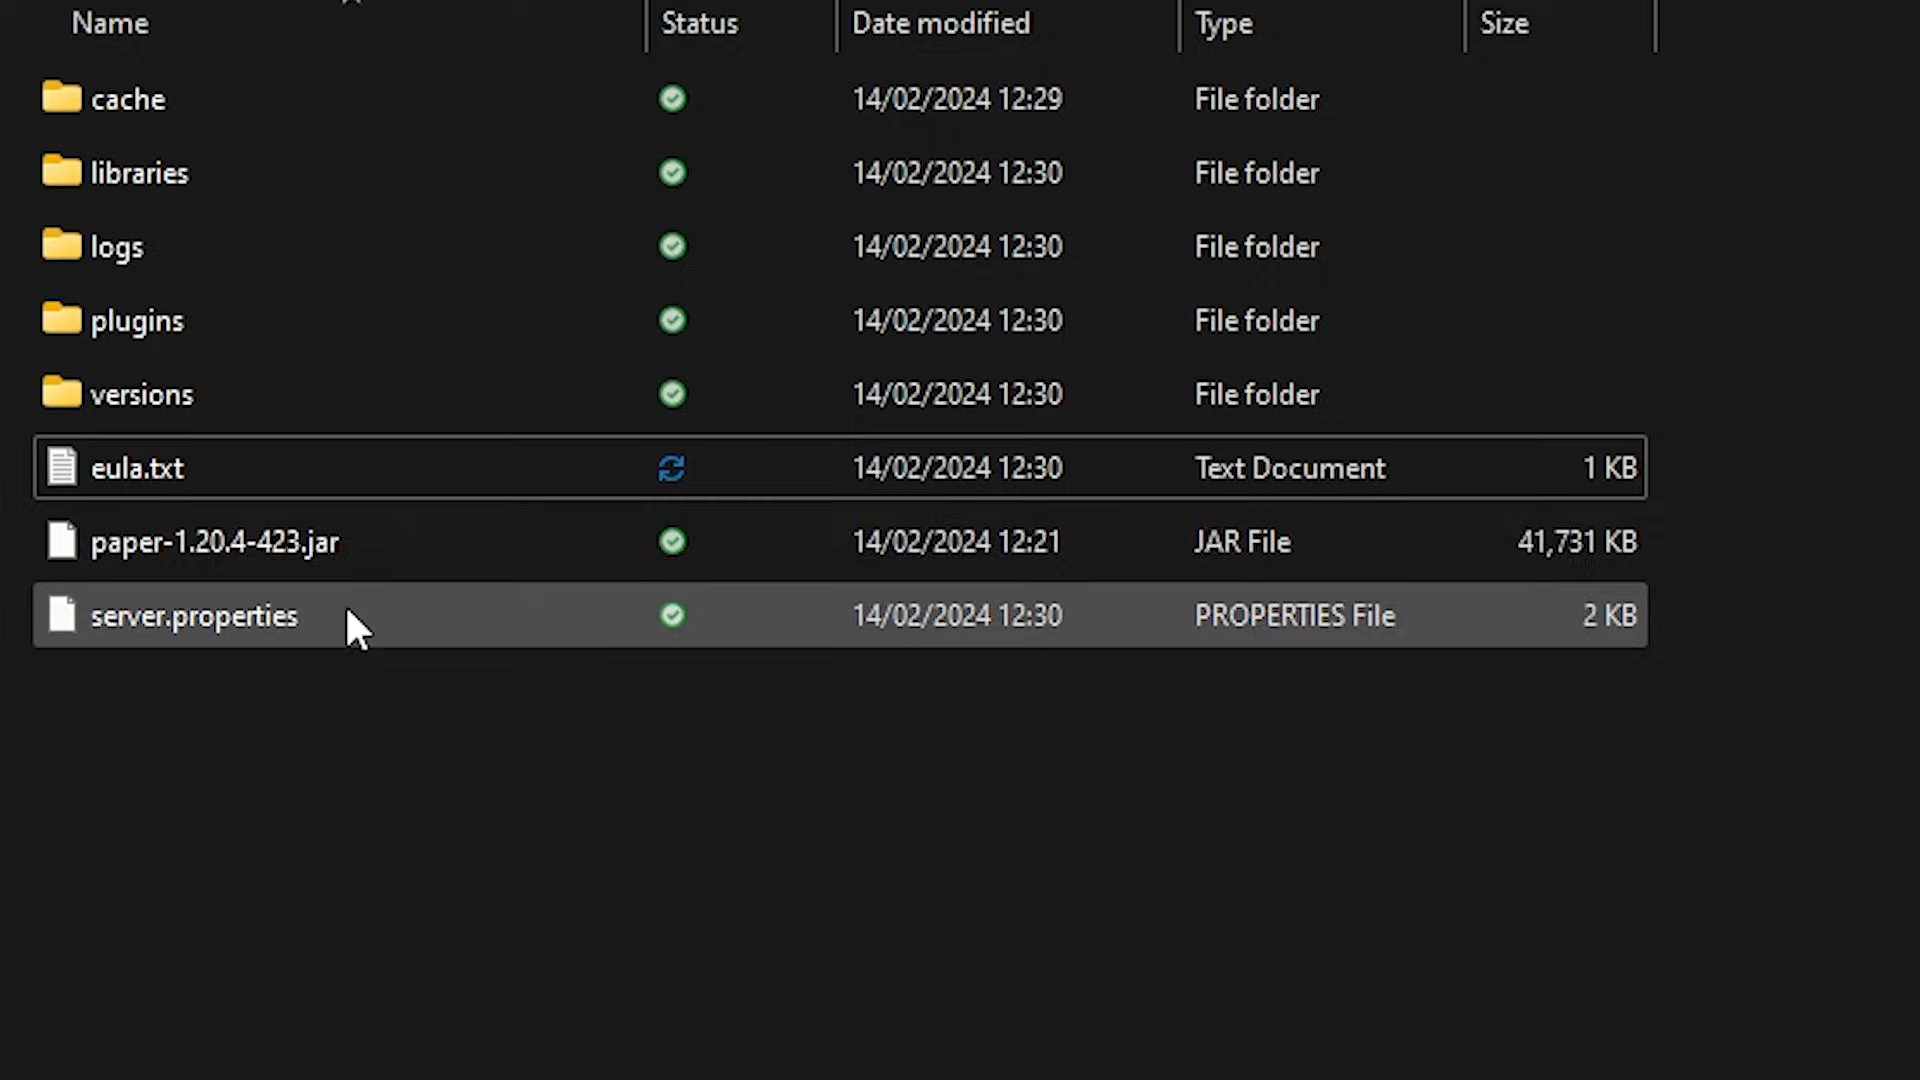 Name Status Date modified Type Size
cache 14/02/2024 12:29 File folder
libraries 14/02/2024 12:30 File folder
logs 14/02/2024 12:30 File folder
plugins 14/02/2024 12:30 File folder
versions 14/02/2024 12:30 File folder
eula.txt 14/02/2024 12:30 Text Document 1 KB
paper-1.20.4-423.jar 14/02/2024 12:21 JAR File 41,731 KB
server.properties 14/02/2024 12:30 PROPERTIES File 2 KB